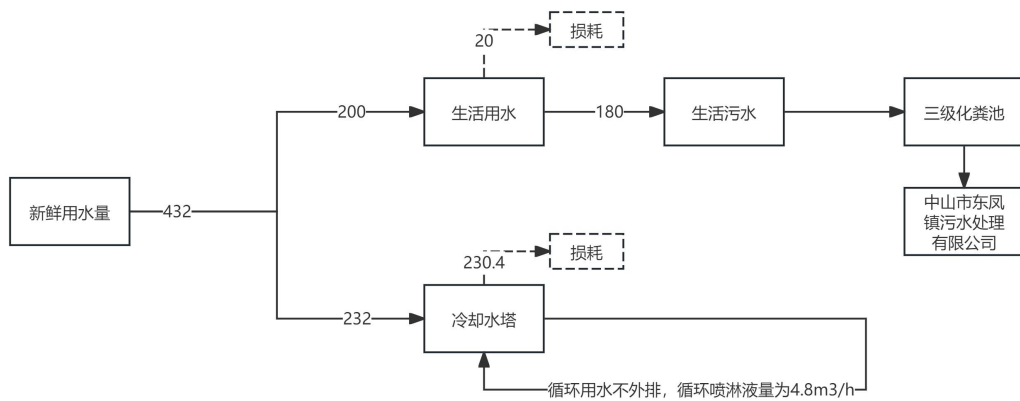 20
损耗
200
生活用水
180
生活污水
三级化粪池
新鲜用水量
432
中山市东凤
镇污水处理
有限公司
230.4
损耗
232
冷却水塔
循环用水不外排，循环喷淋液量为4.8m3/h